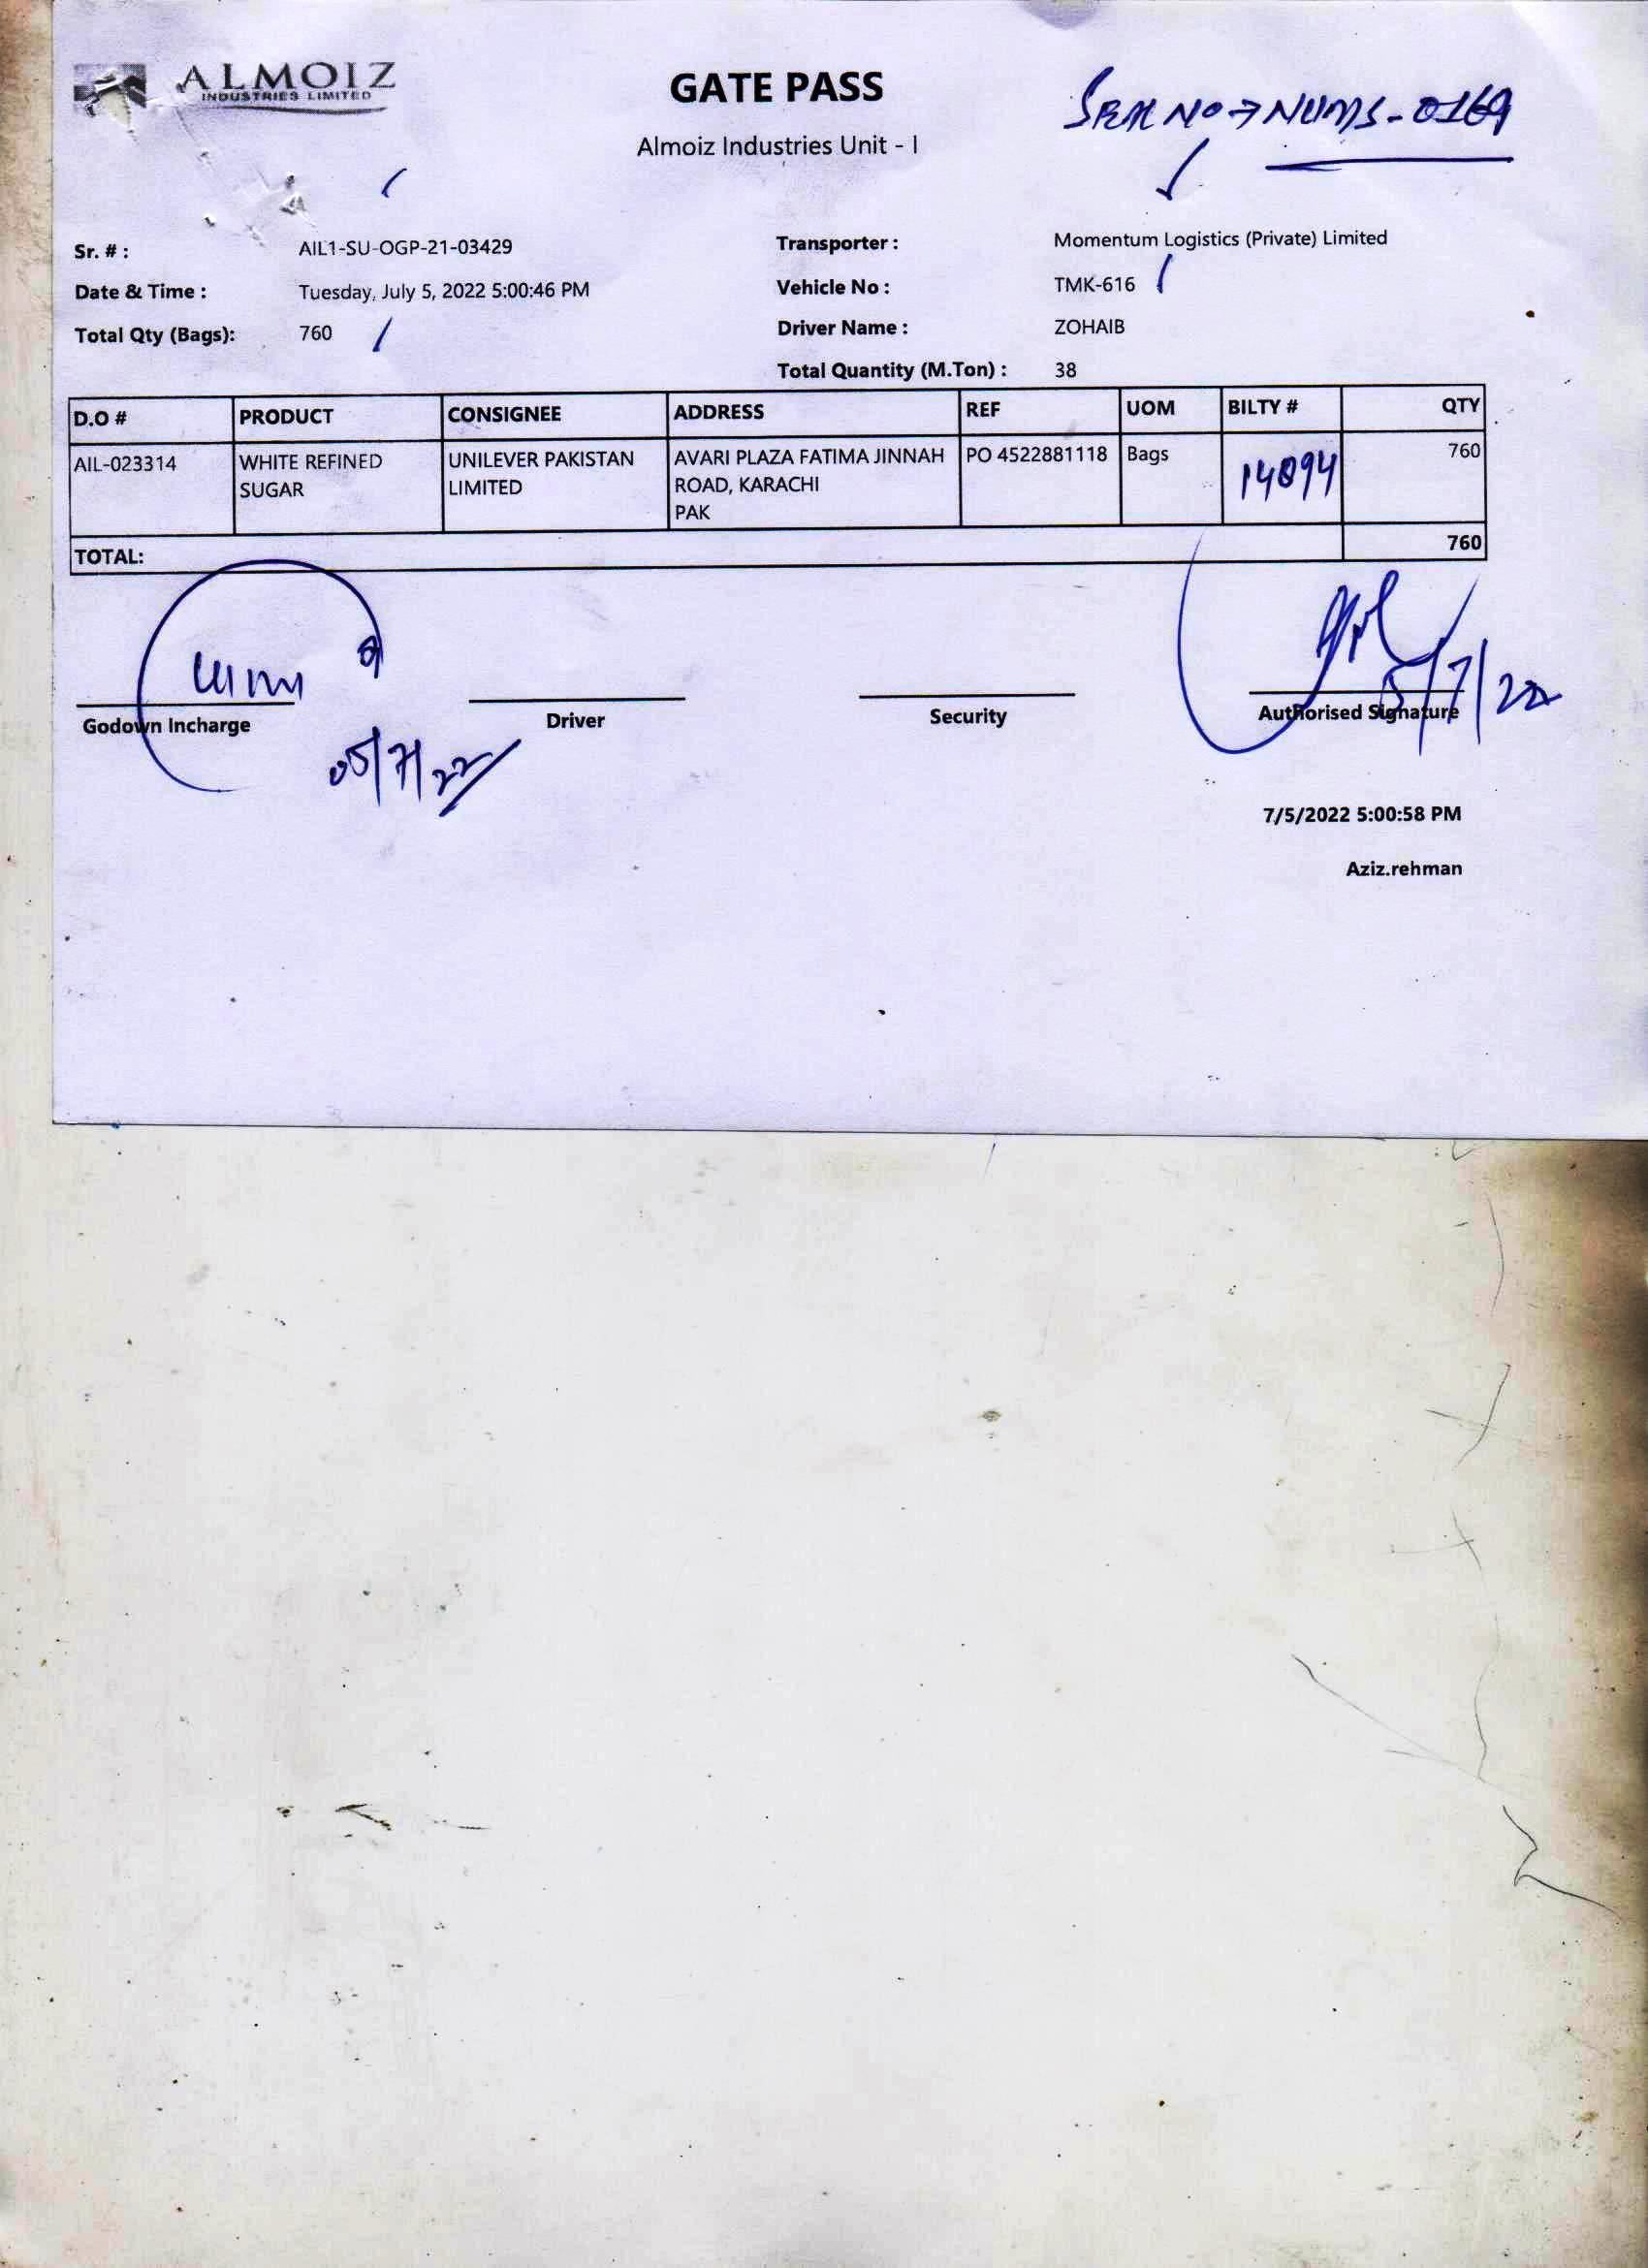 ALMOIZ
INDUSTRIES LIMITED
GATE PASS
Almoiz Industries Unit - I
NO → NUMS-0169
Sr. # : AIL1-SU-OGP-21-03429
Transporter : Momentum Logistics (Private) Limited
Date & Time : Tuesday, July 5, 2022 5:00:46 PM
Vehicle No : TMK-616
Total Qty (Bags): 760
Driver Name : ZOHAIB
Total Quantity (M.Ton) : 38
D.O # PRODUCT CONSIGNEE ADDRESS REF UOM BILTY # QTY
AIL-023314 WHITE REFINED UNILEVER PAKISTAN AVARI PLAZA FATIMA JINNAH PO 4522881118 Bags 14894 760
SUGAR LIMITED ROAD, KARACHI
PAK
TOTAL: 760
Godown Incharge Driver Security Authorised Signature
5/7/22
05/7/22
7/5/2022 5:00:58 PM
Aziz.rehman